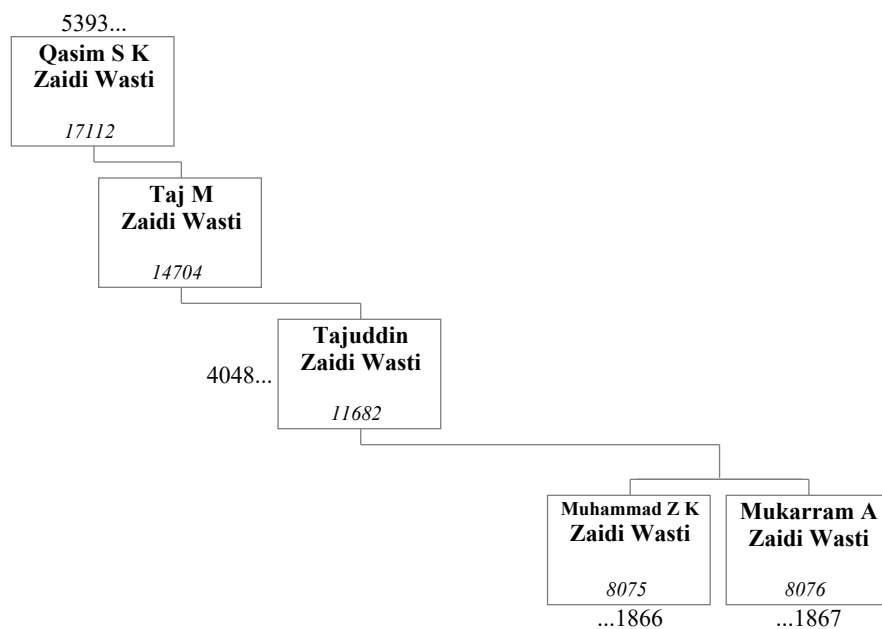 5393...
Qasim S K
Zaidi Wasti
17112
Taj M
Zaidi Wasti
14704
4048...
Tajuddin
Zaidi Wasti
11682
Muhammad Z K
Zaidi Wasti
8075
...1866
Mukarram A
Zaidi Wasti
8076
...1867